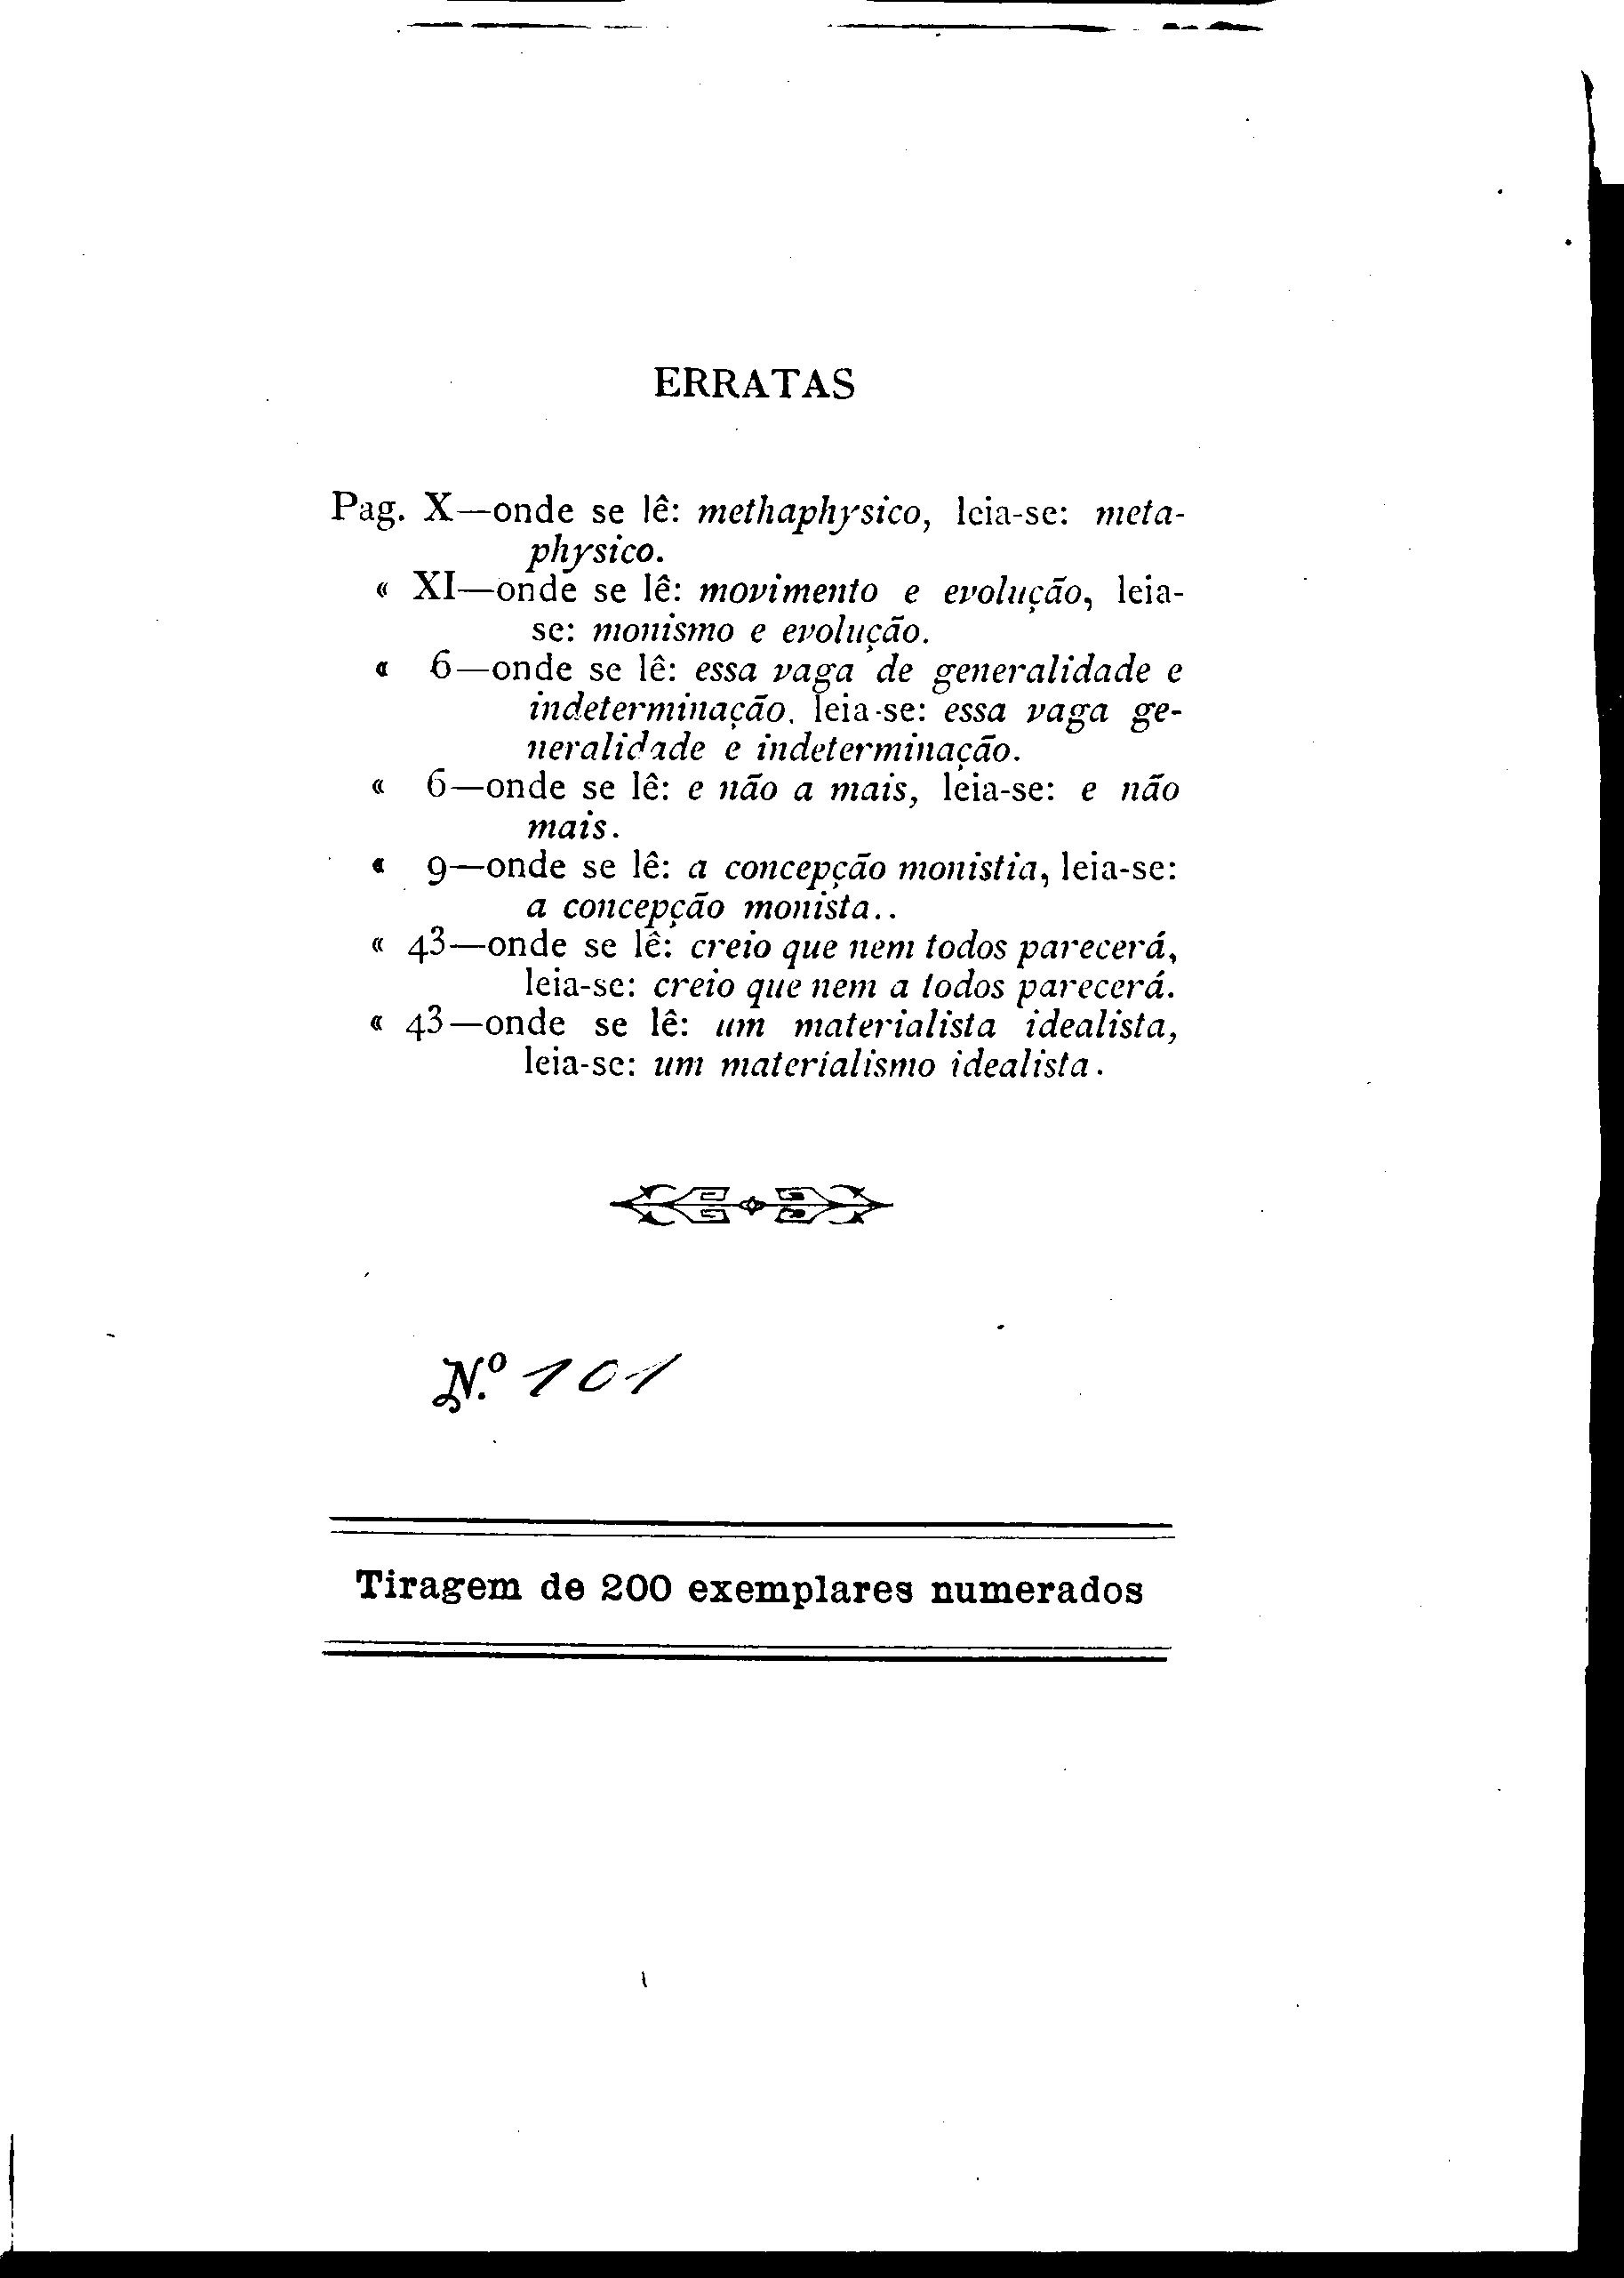 ERRATAS
Pag. X—onde se lê: methaphysico, leia-se: meta-
physico.
« XI—onde se lê: movimento e evolução, leia-
se: monismo e evolução.
« 6—onde se lê: essa vaga de generalidade e
indeterminação, leia-se: essa vaga ge-
neralidade e indeterminação.
« 6—onde se lê: e não a mais, leia-se: e não
mais.
« 9—onde se lê: a concepção monistia, leia-se:
a concepção monista..
« 43—onde se lê: creio que nem todos parecerá,
leia-se: creio que nem a todos parecerá.
« 43—onde se lê: um materialista idealista,
leia-se: um materialismo idealista.
N.º 101
Tiragem de 200 exemplares numerados